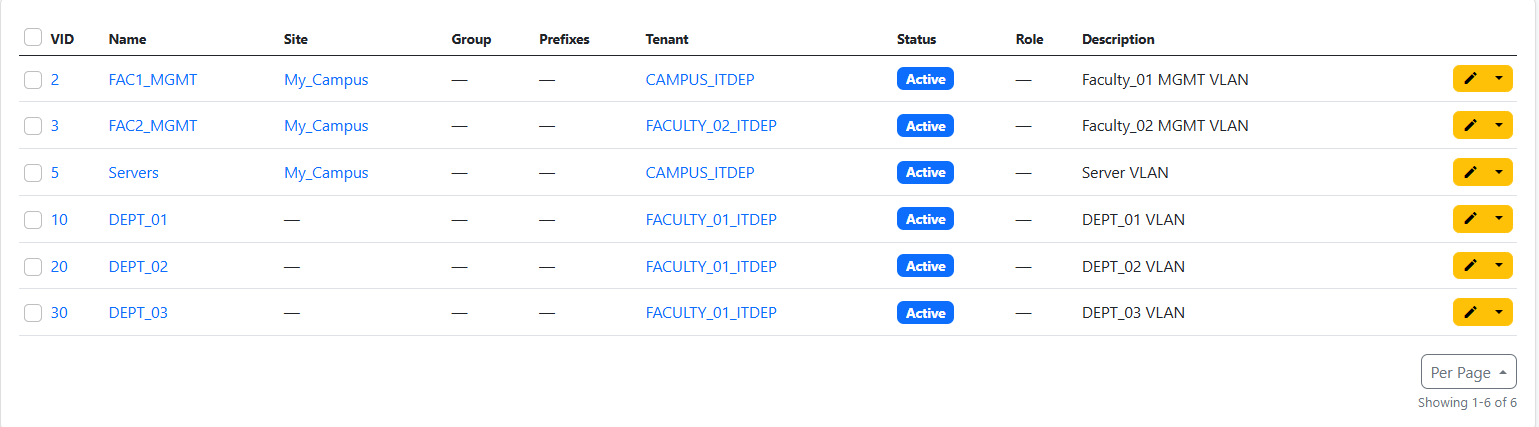 VID Name Site Group Prefixes Tenant Status Role Description
2 FAC1_MGMT My_Campus — — CAMPUS_ITDEP Active — Faculty_01 MGMT VLAN
3 FAC2_MGMT My_Campus — — FACULTY_02_ITDEP Active — Faculty_02 MGMT VLAN
5 Servers My_Campus — — CAMPUS_ITDEP Active — Server VLAN
10 DEPT_01 — — — FACULTY_01_ITDEP Active — DEPT_01 VLAN
20 DEPT_02 — — — FACULTY_01_ITDEP Active — DEPT_02 VLAN
30 DEPT_03 — — — FACULTY_01_ITDEP Active — DEPT_03 VLAN
Per Page
Showing 1-6 of 6